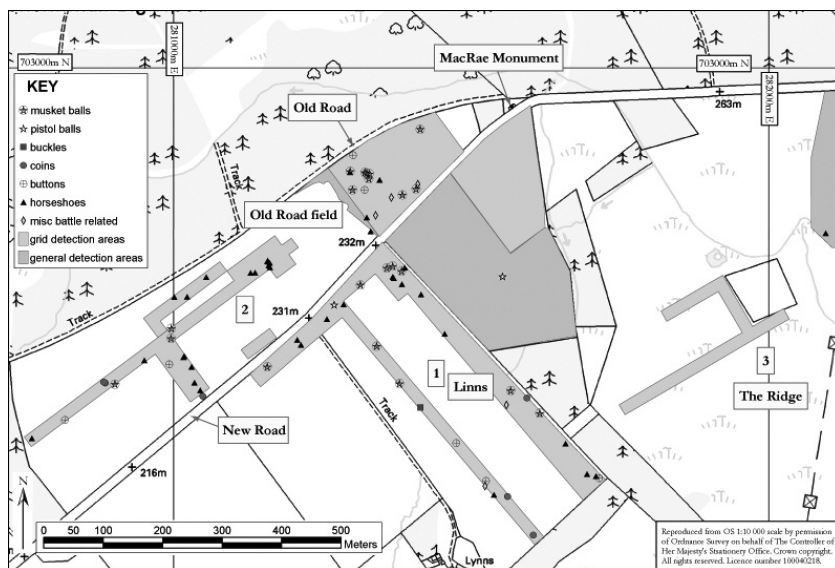 703000m N
281000m E
MacRae Monument
703000m N
282000m E
263m
KEY
musket balls
pistol balls
buckles
coins
buttons
horseshoes
misc battle related
grid detection areas
general detection areas
Old Road
Track
Old Road field
232m
231m
2
Track
1
Linns
3
The Ridge
New Road
Track
216m
N
0 100 200 300 400 500
Meters
Lynns
Reproduced from OS 1:10 000 scale by permission
of Ordnance Survey on behalf of The Controller of
Her Majesty's Stationery Office. Crown copyright.
All rights reserved. Licence number 100040218.